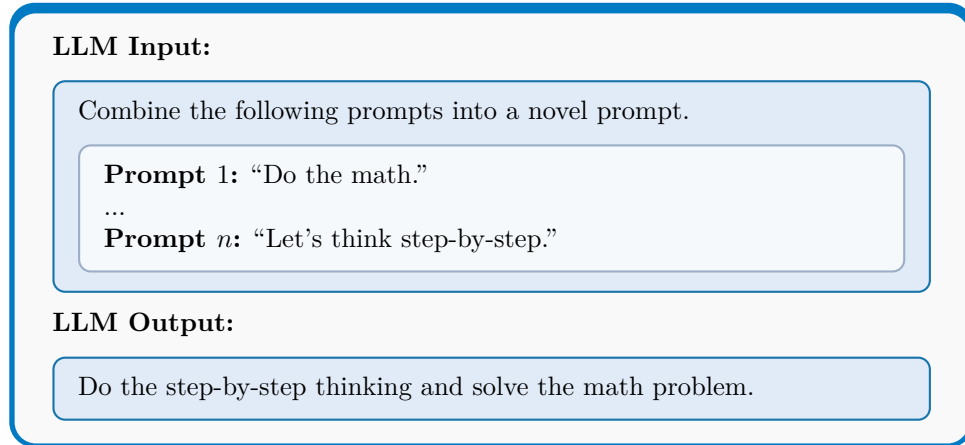 LLM Input:
Combine the following prompts into a novel prompt.
Prompt 1: “Do the math.”
...
Prompt n: “Let’s think step-by-step.”
LLM Output:
Do the step-by-step thinking and solve the math problem.